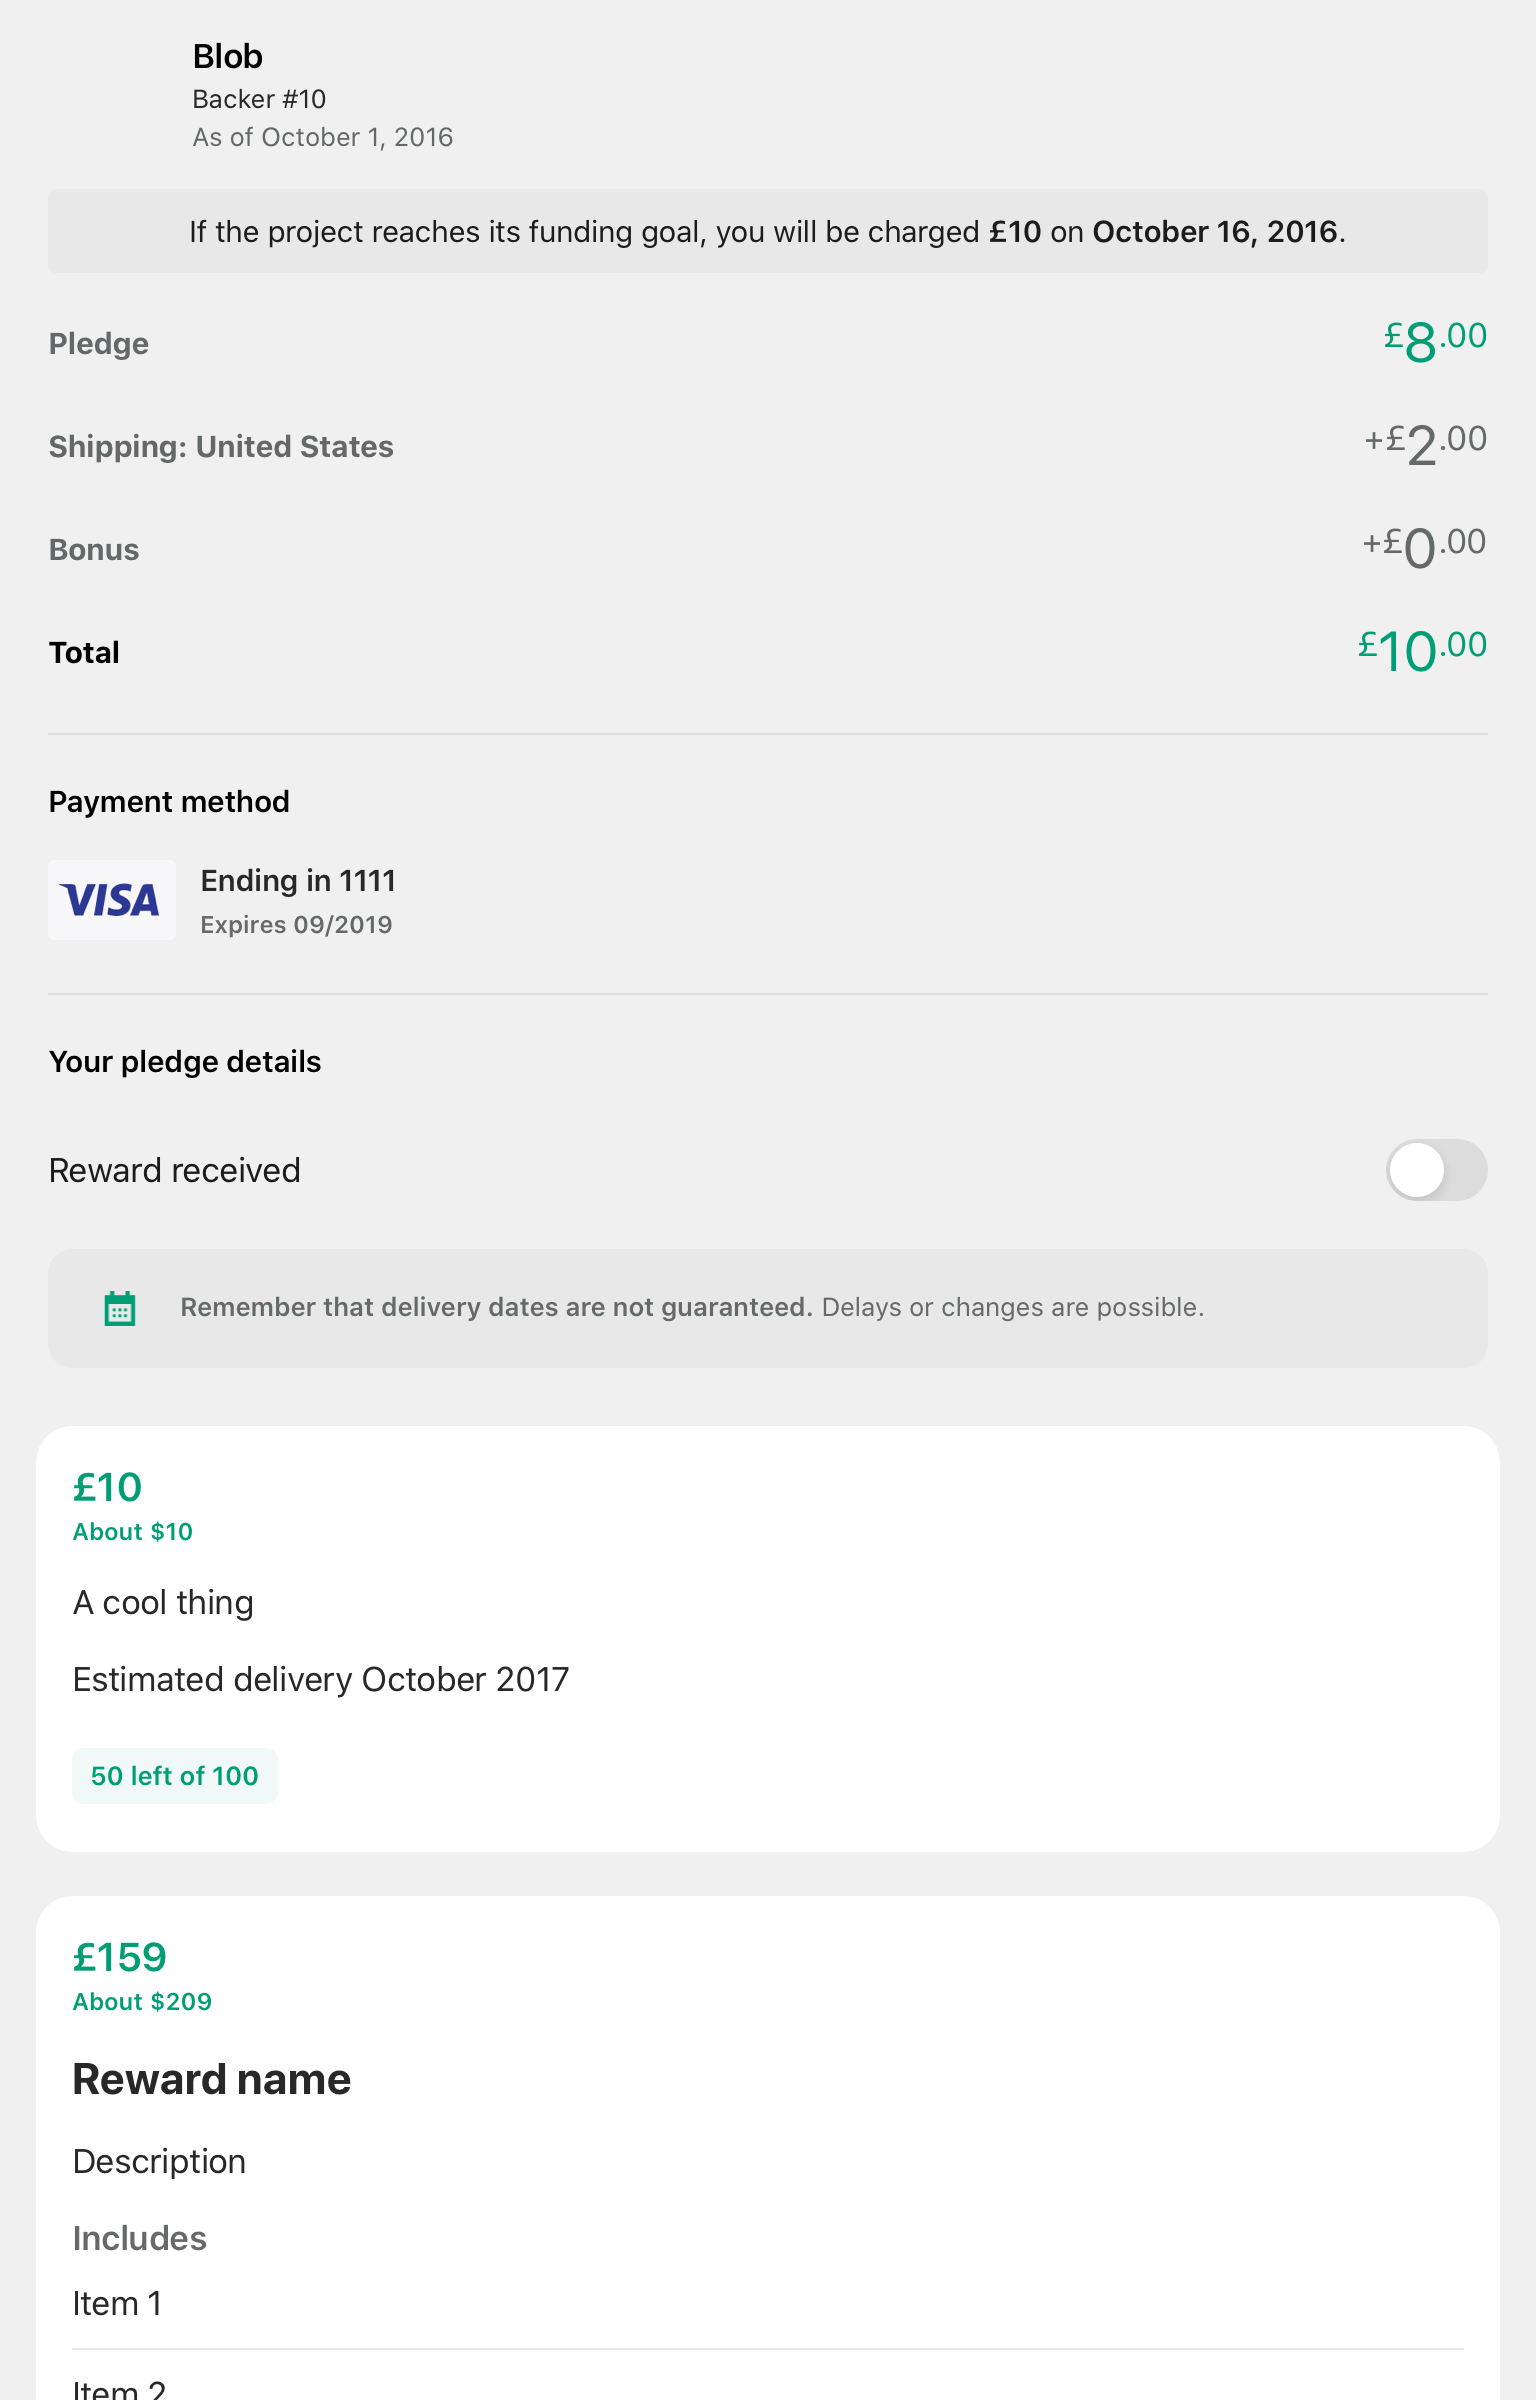 Blob
Backer #10
As of October 1, 2016
If the project reaches its funding goal, you will be charged £10 on October 16, 2016.
Pledge £8.00
Shipping: United States +£2.00
Bonus +£0.00
Total £10.00
Payment method
VISA
Ending in 1111
Expires 09/2019
Your pledge details
Reward received
Remember that delivery dates are not guaranteed. Delays or changes are possible.
£10
About $10
A cool thing
Estimated delivery October 2017
50 left of 100
£159
About $209
Reward name
Description
Includes
Item 1
Item 2